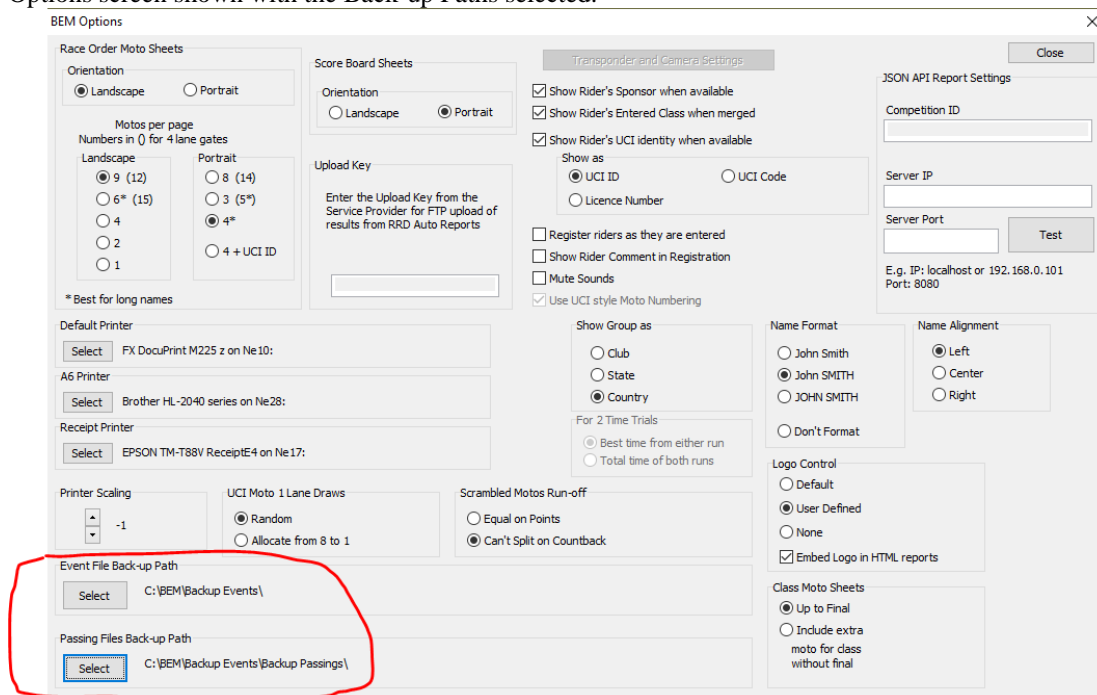 Options screen shown with the Back-up Paths selected.
BEM Options
Race Order Moto Sheets
Orientation
Landscape
Portrait
Motos per page
Numbers in () for 4 lane gates
Landscape
9 (12)
6* (15)
4
2
1
Portrait
8 (14)
3 (5*)
4*
4 + UCI ID
* Best for long names
Score Board Sheets
Orientation
Landscape
Portrait
Upload Key
Enter the Upload Key from the
Service Provider for FTP upload of
results from RRD Auto Reports
Transponder and Camera Settings
Show Rider's Sponsor when available
Show Rider's Entered Class when merged
Show Rider's UCI identity when available
Show as
UCI ID
UCI Code
Licence Number
Register riders as they are entered
Show Rider Comment in Registration
Mute Sounds
Use UCI style Moto Numbering
Close
JSON API Report Settings
Competition ID
Server IP
Server Port
Test
E.g. IP: localhost or 192.168.0.101
Port: 8080
Default Printer
Select
FX DocuPrint M225 z on Ne10:
A6 Printer
Select
Brother HL-2040 series on Ne28:
Receipt Printer
Select
EPSON TM-T88V ReceiptE4 on Ne17:
Show Group as
Club
State
Country
For 2 Time Trials
Best time from either run
Total time of both runs
Name Format
John Smith
John SMITH
JOHN SMITH
Don't Format
Name Alignment
Left
Center
Right
Printer Scaling
-1
UCI Moto 1 Lane Draws
Random
Allocate from 8 to 1
Scrambled Motos Run-off
Equal on Points
Can't Split on Countback
Logo Control
Default
User Defined
None
Embed Logo in HTML reports
Event File Back-up Path
Select
C:\BEM\Backup Events\
Passing Files Back-up Path
Select
C:\BEM\Backup Events\Backup Passings\
Class Moto Sheets
Up to Final
Include extra
moto for class
without final